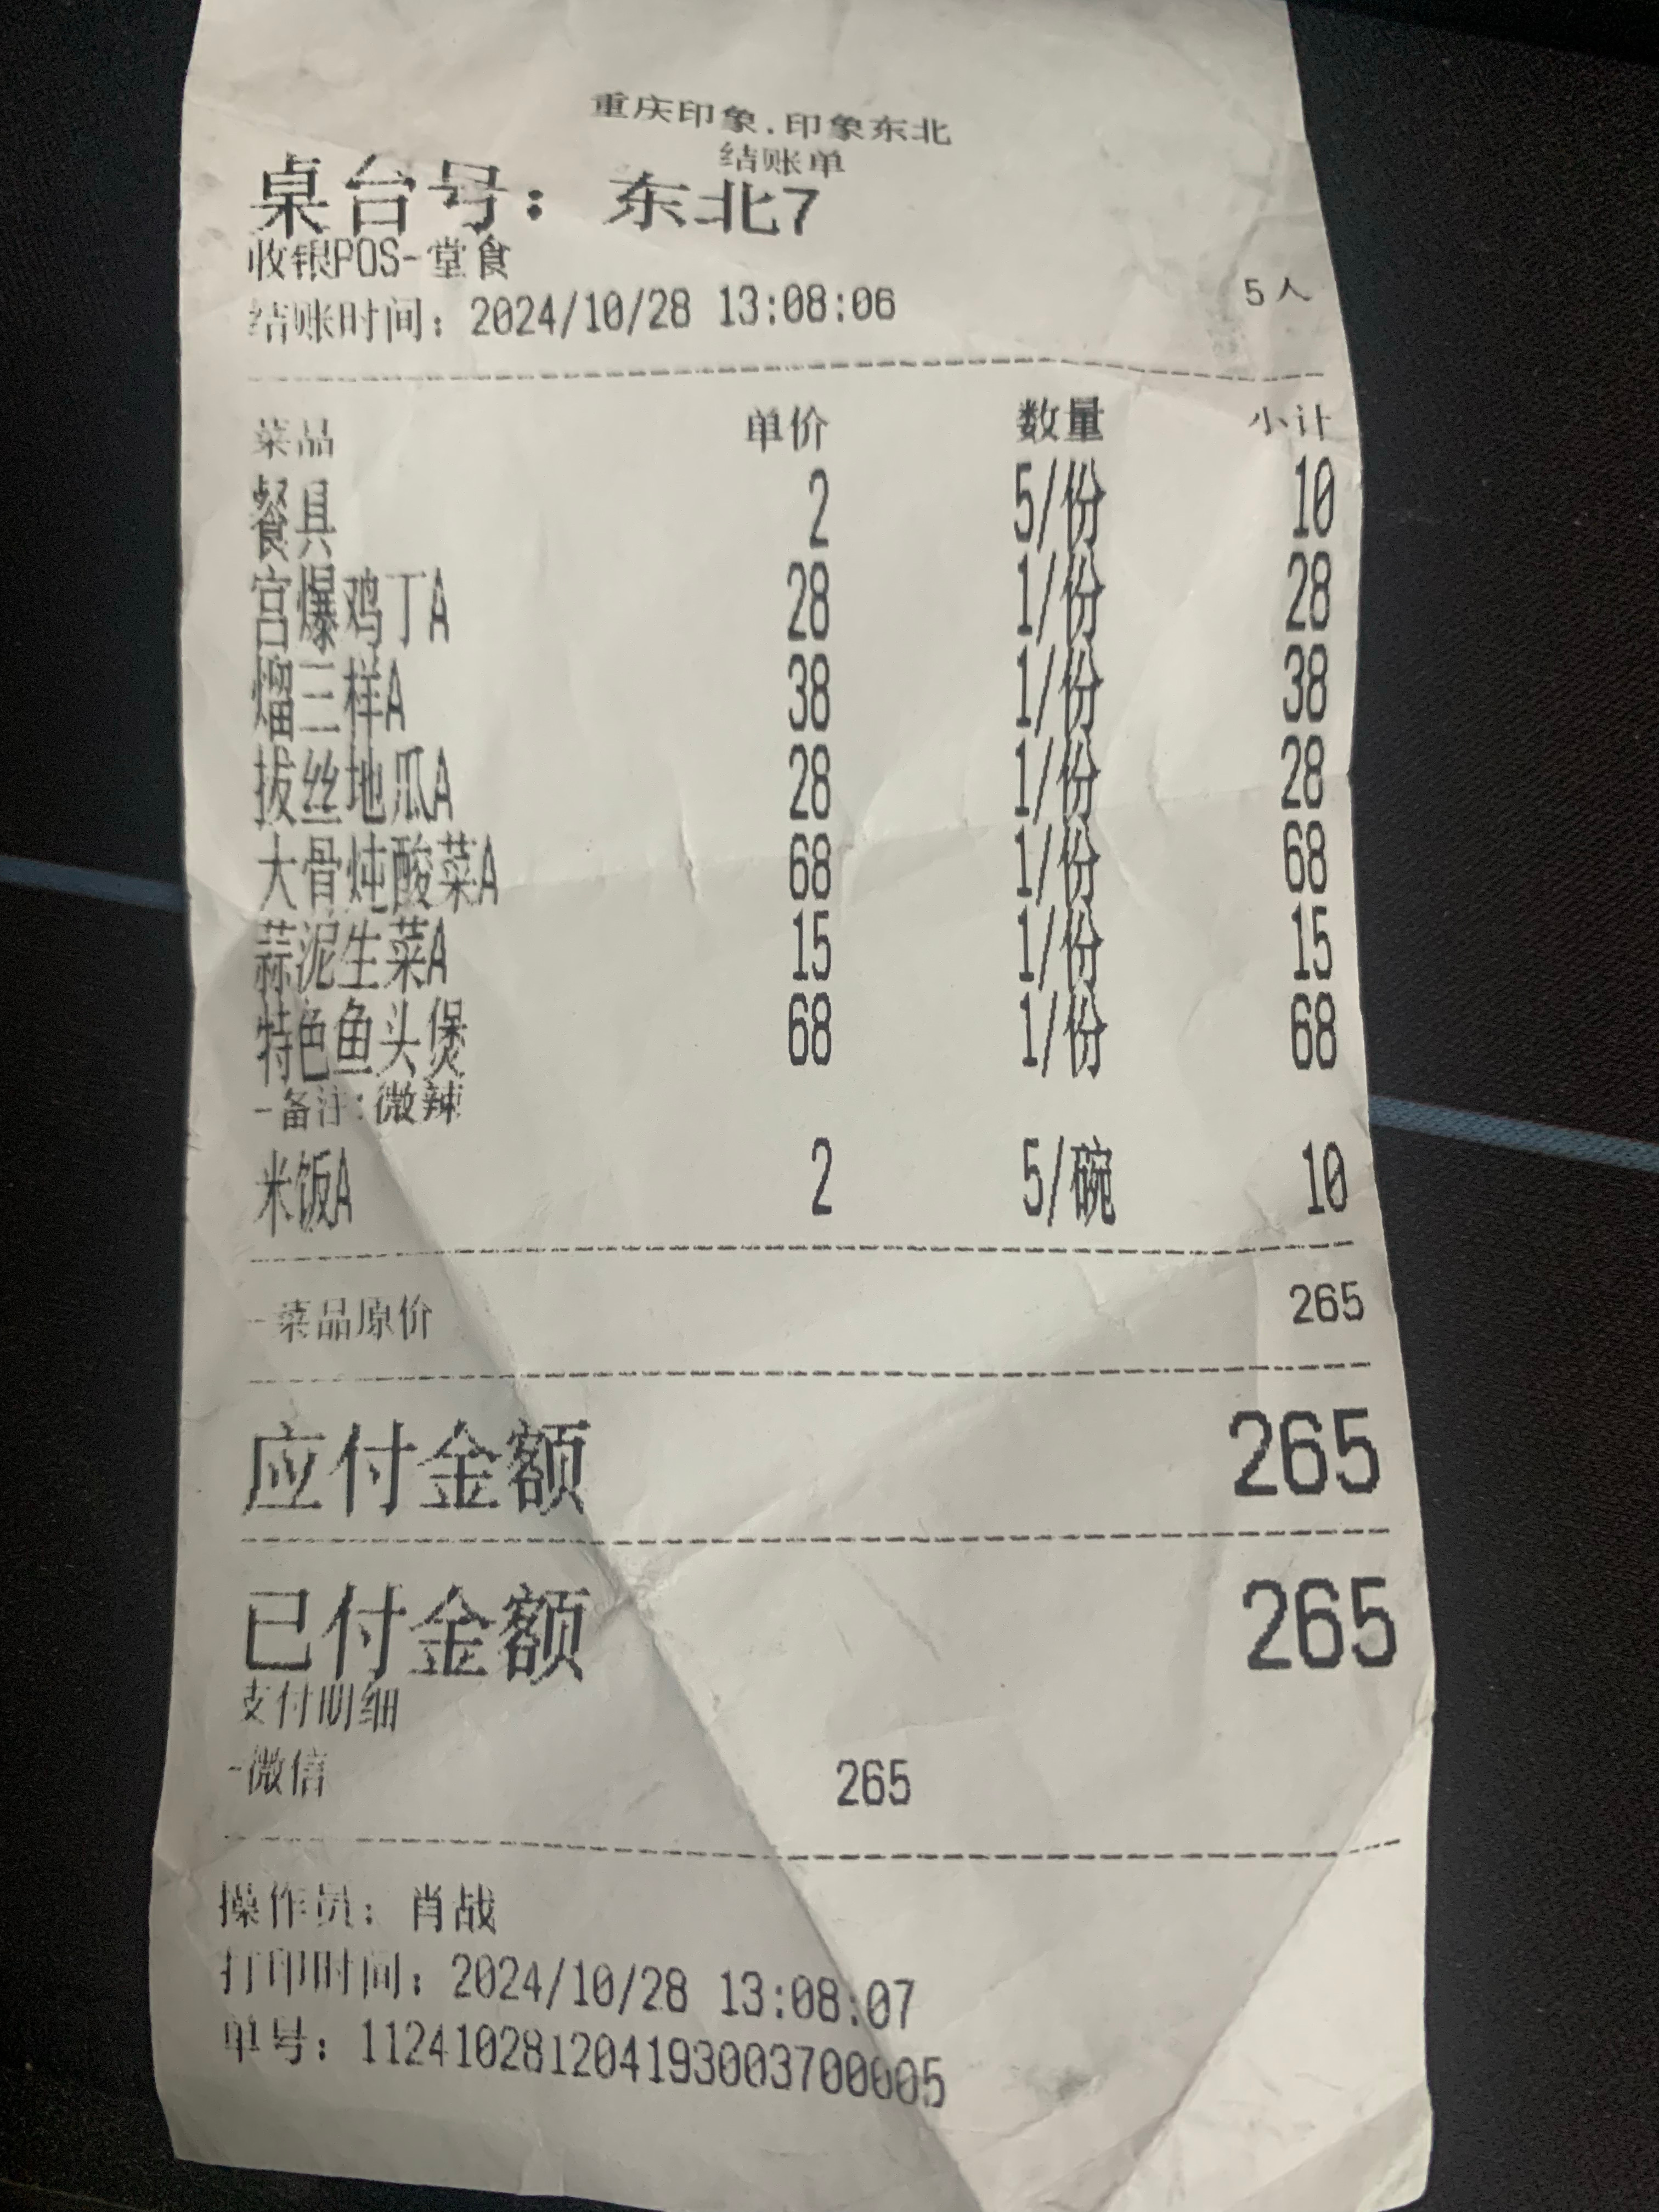 重庆印象.印象东北
结账单
桌台号：东北7
收银POS-堂食
5人
结账时间：2024/10/28 13:08:06
菜品 单价 数量 小计
餐具 2 5/份 10
宫爆鸡丁A 28 1/份 28
熘三样A 38 1/份 38
拔丝地瓜A 28 1/份 28
大骨炖酸菜A 68 1/份 68
蒜泥生菜A 15 1/份 15
特色鱼头煲 68 1/份 68
-备注：微辣
米饭A 2 5/碗 10
-菜品原价 265
应付金额 265
已付金额 265
支付明细
-微信 265
操作员：肖战
打印时间：2024/10/28 13:08:07
单号：112410281204193003700005